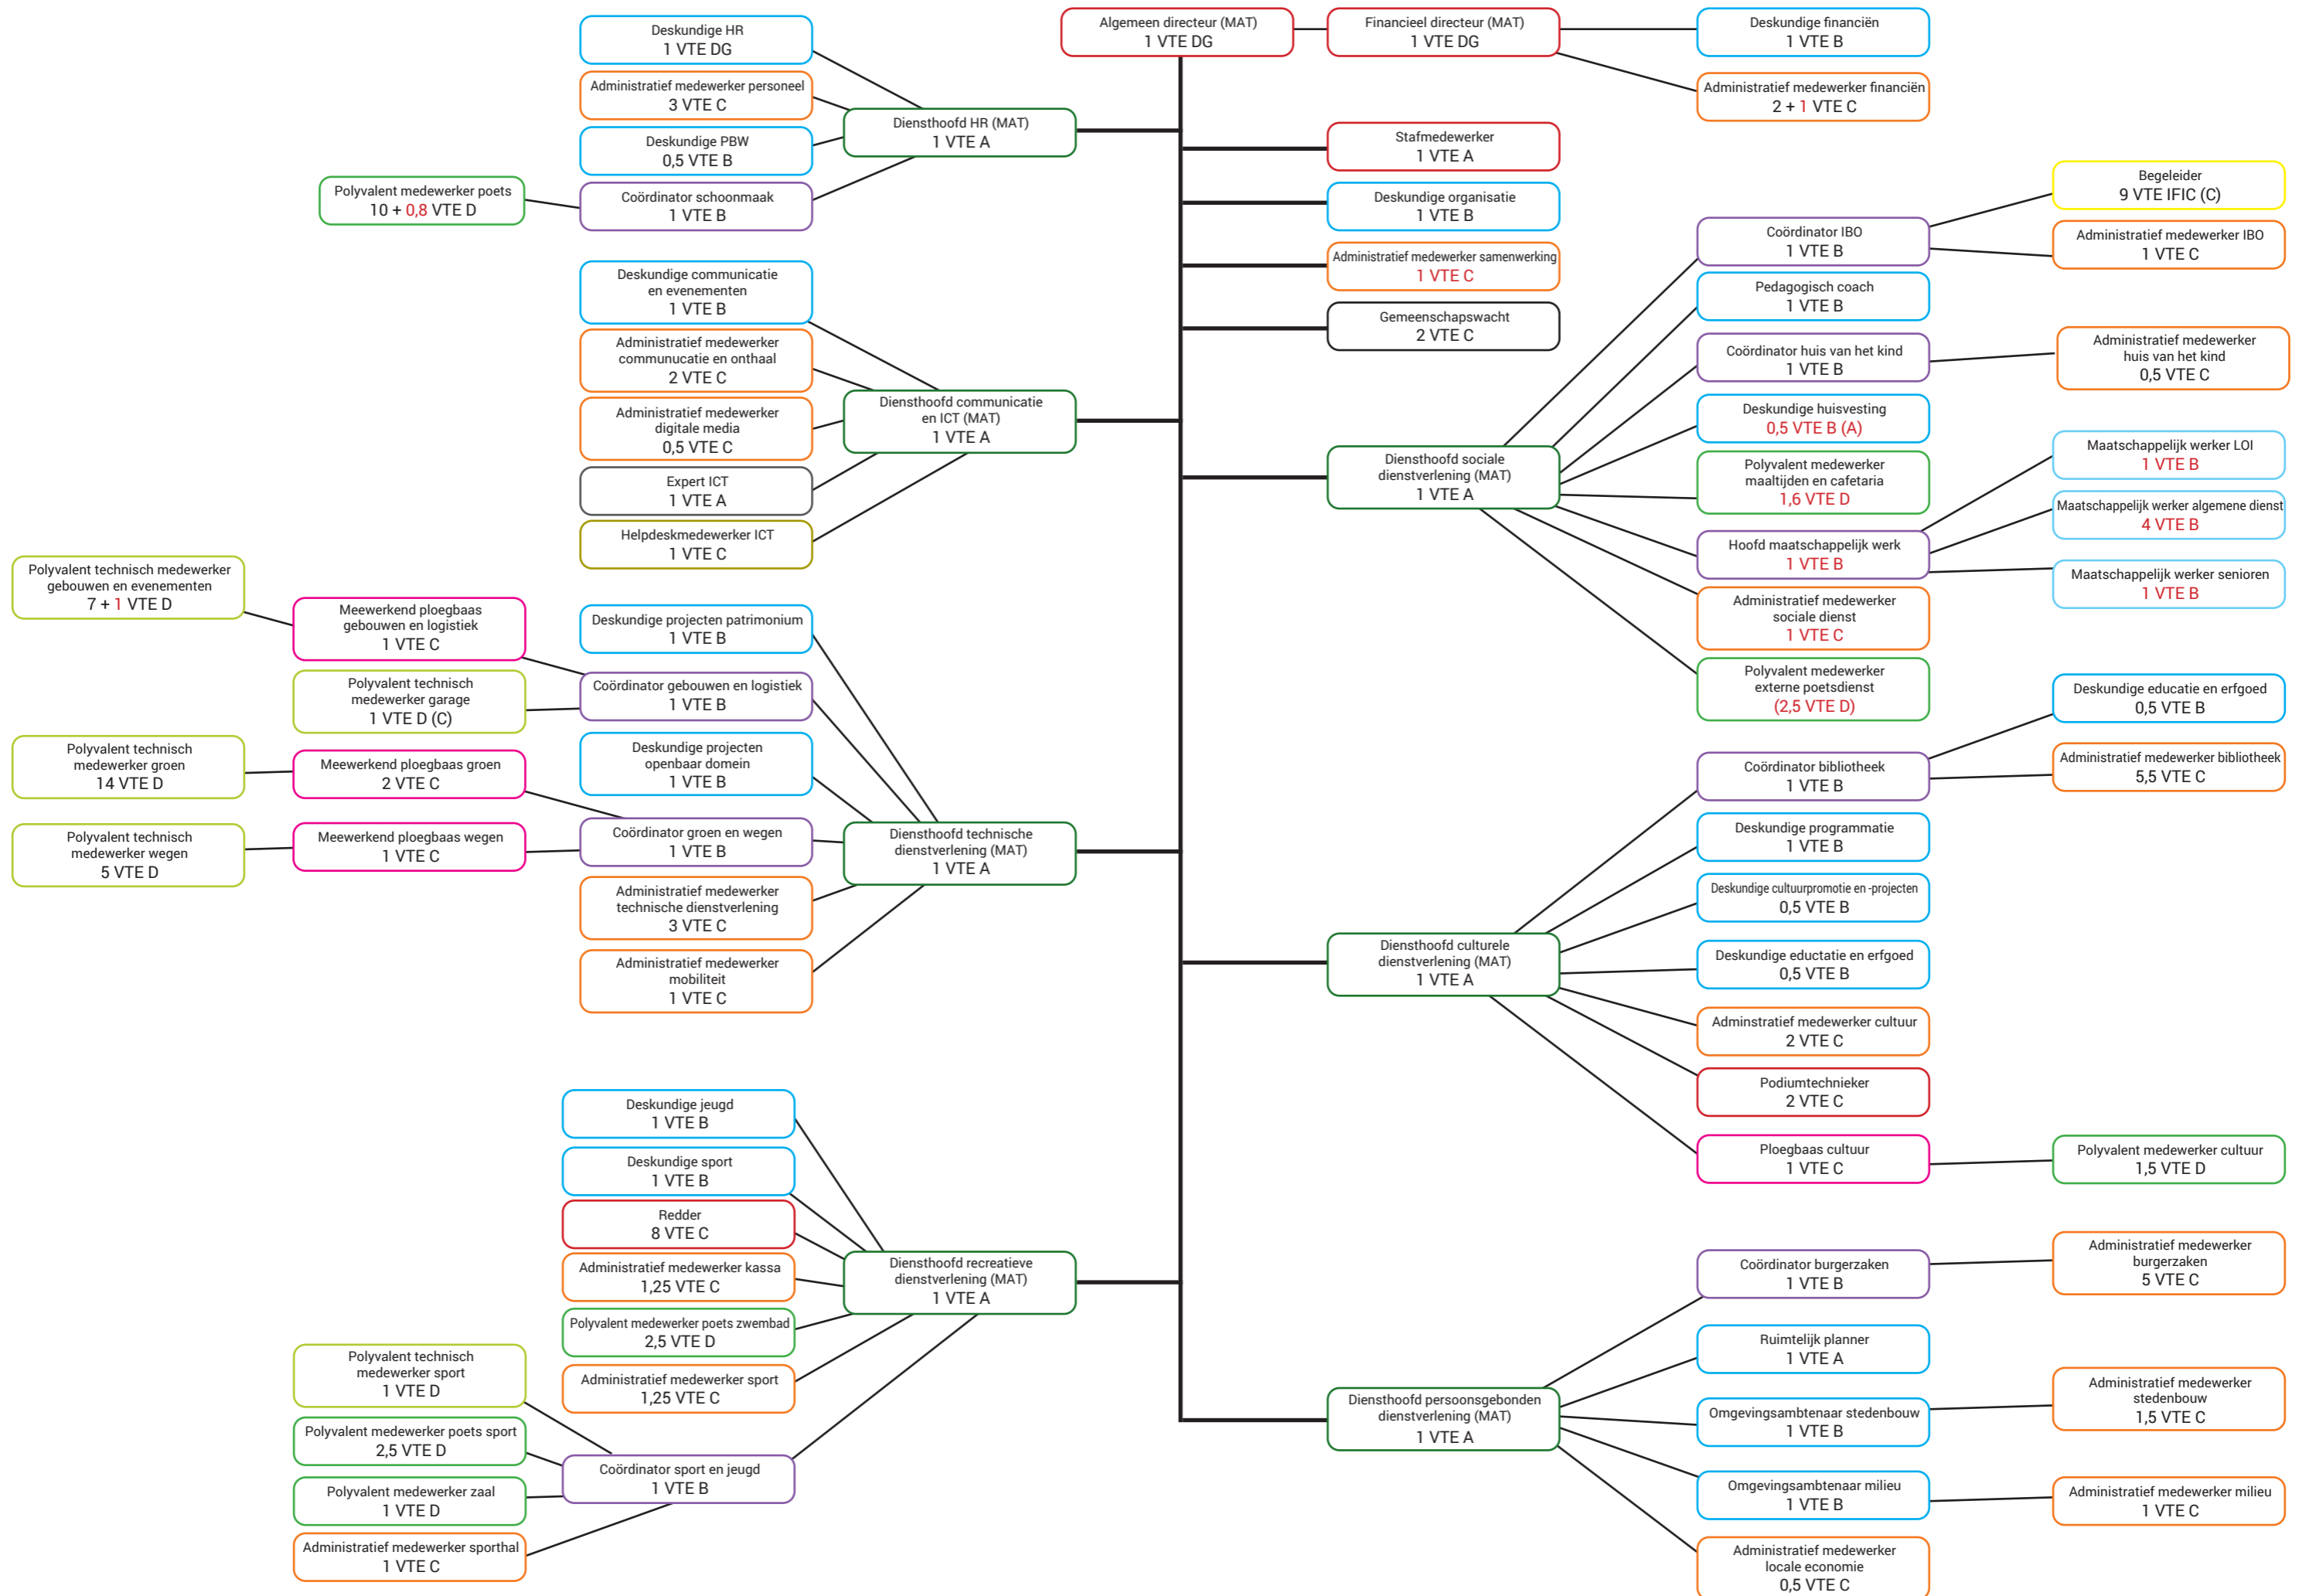 Algemeen directeur (MAT)
1 VTE DG
Financieel directeur (MAT)
1 VTE DG
Deskundige financiën
1 VTE B
Administratief medewerker financiën
2 + 1 VTE C
Deskundige HR
1 VTE DG
Administratief medewerker personeel
3 VTE C
Deskundige PBW
0,5 VTE B
Coördinator schoonmaak
1 VTE B
Polyvalent medewerker poets
10 + 0,8 VTE D
Diensthoofd HR (MAT)
1 VTE A
Stafmedewerker
1 VTE A
Deskundige organisatie
1 VTE B
Administratief medewerker samenwerking
1 VTE C
Gemeenschapswacht
2 VTE C
Deskundige communicatie
en evenementen
1 VTE B
Administratief medewerker
communucatie en onthaal
2 VTE C
Administratief medewerker
digitale media
0,5 VTE C
Expert ICT
1 VTE A
Helpdeskmedewerker ICT
1 VTE C
Diensthoofd communicatie
en ICT (MAT)
1 VTE A
Diensthoofd sociale
dienstverlening (MAT)
1 VTE A
Coördinator IBO
1 VTE B
Begeleider
9 VTE IFIC (C)
Administratief medewerker IBO
1 VTE C
Pedagogisch coach
1 VTE B
Coördinator huis van het kind
1 VTE B
Administratief medewerker
huis van het kind
0,5 VTE C
Deskundige huisvesting
0,5 VTE B (A)
Polyvalent medewerker
maaltijden en cafetaria
1,6 VTE D
Hoofd maatschappelijk werk
1 VTE B
Maatschappelijk werker LOI
1 VTE B
Maatschappelijk werker algemene dienst
4 VTE B
Maatschappelijk werker senioren
1 VTE B
Administratief medewerker
sociale dienst
1 VTE C
Polyvalent medewerker
externe poetsdienst
(2,5 VTE D)
Polyvalent technisch medewerker
gebouwen en evenementen
7 + 1 VTE D
Meewerkend ploegbaas
gebouwen en logistiek
1 VTE C
Polyvalent technisch
medewerker garage
1 VTE D (C)
Polyvalent technisch
medewerker groen
14 VTE D
Meewerkend ploegbaas groen
2 VTE C
Polyvalent technisch
medewerker wegen
5 VTE D
Meewerkend ploegbaas wegen
1 VTE C
Deskundige projecten patrimonium
1 VTE B
Coördinator gebouwen en logistiek
1 VTE B
Deskundige projecten
openbaar domein
1 VTE B
Coördinator groen en wegen
1 VTE B
Administratief medewerker
technische dienstverlening
3 VTE C
Administratief medewerker
mobiliteit
1 VTE C
Diensthoofd technische
dienstverlening (MAT)
1 VTE A
Diensthoofd culturele
dienstverlening (MAT)
1 VTE A
Coördinator bibliotheek
1 VTE B
Deskundige educatie en erfgoed
0,5 VTE B
Administratief medewerker bibliotheek
5,5 VTE C
Deskundige programmatie
1 VTE B
Deskundige cultuurpromotie en -projecten
0,5 VTE B
Deskundige eductatie en erfgoed
0,5 VTE B
Adminstratief medewerker cultuur
2 VTE C
Podiumtechnieker
2 VTE C
Ploegbaas cultuur
1 VTE C
Polyvalent medewerker cultuur
1,5 VTE D
Deskundige jeugd
1 VTE B
Deskundige sport
1 VTE B
Redder
8 VTE C
Administratief medewerker kassa
1,25 VTE C
Polyvalent medewerker poets zwembad
2,5 VTE D
Administratief medewerker sport
1,25 VTE C
Coördinator sport en jeugd
1 VTE B
Polyvalent technisch
medewerker sport
1 VTE D
Polyvalent medewerker poets sport
2,5 VTE D
Polyvalent medewerker zaal
1 VTE D
Administratief medewerker sporthal
1 VTE C
Diensthoofd recreatieve
dienstverlening (MAT)
1 VTE A
Diensthoofd persoonsgebonden
dienstverlening (MAT)
1 VTE A
Coördinator burgerzaken
1 VTE B
Administratief medewerker
burgerzaken
5 VTE C
Ruimtelijk planner
1 VTE A
Omgevingsambtenaar stedenbouw
1 VTE B
Administratief medewerker
stedenbouw
1,5 VTE C
Omgevingsambtenaar milieu
1 VTE B
Administratief medewerker milieu
1 VTE C
Administratief medewerker
locale economie
0,5 VTE C